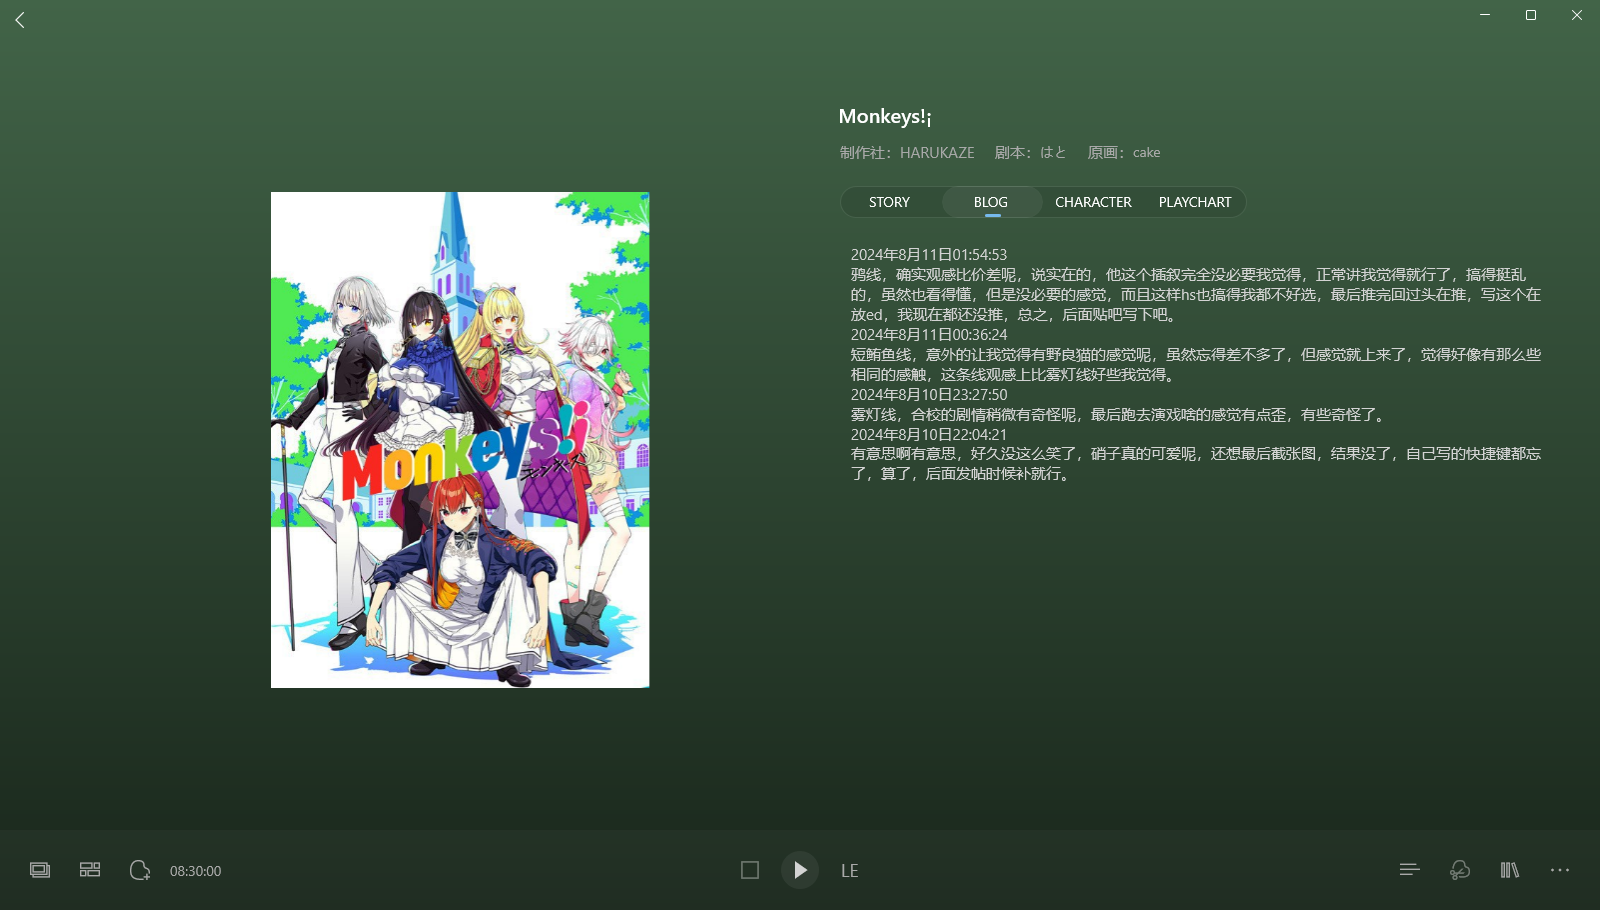 Monkeys!¡
制作社：HARUKAZE 剧本：はと 原画：cake
STORY BLOG CHARACTER PLAYCHART
2024年8月11日01:54:53
鸦线，确实观感比价差呢，说实在的，他这个插叙完全没必要我觉得，正常讲我觉得就行了，搞得挺乱
的，虽然也看得懂，但是没必要的感觉，而且这样hs也搞得我都不好选，最后推完回过头在推，写这个在
放ed，我现在都还没推，总之，后面贴吧写下吧。
2024年8月11日00:36:24
短鲔鱼线，意外的让我觉得有野良猫的感觉呢，虽然忘得差不多了，但感觉就上来了，觉得好像有那么些
相同的感触，这条线观感上比雾灯线好些我觉得。
2024年8月10日23:27:50
雾灯线，合校的剧情稍微有奇怪呢，最后跑去演戏啥的感觉有点歪，有些奇怪了。
2024年8月10日22:04:21
有意思啊有意思，好久没这么笑了，硝子真的可爱呢，还想最后截张图，结果没了，自己写的快捷键都忘
了，算了，后面发帖时候补就行。
Monkeys!¡
モンキーズ
08:30:00
LE